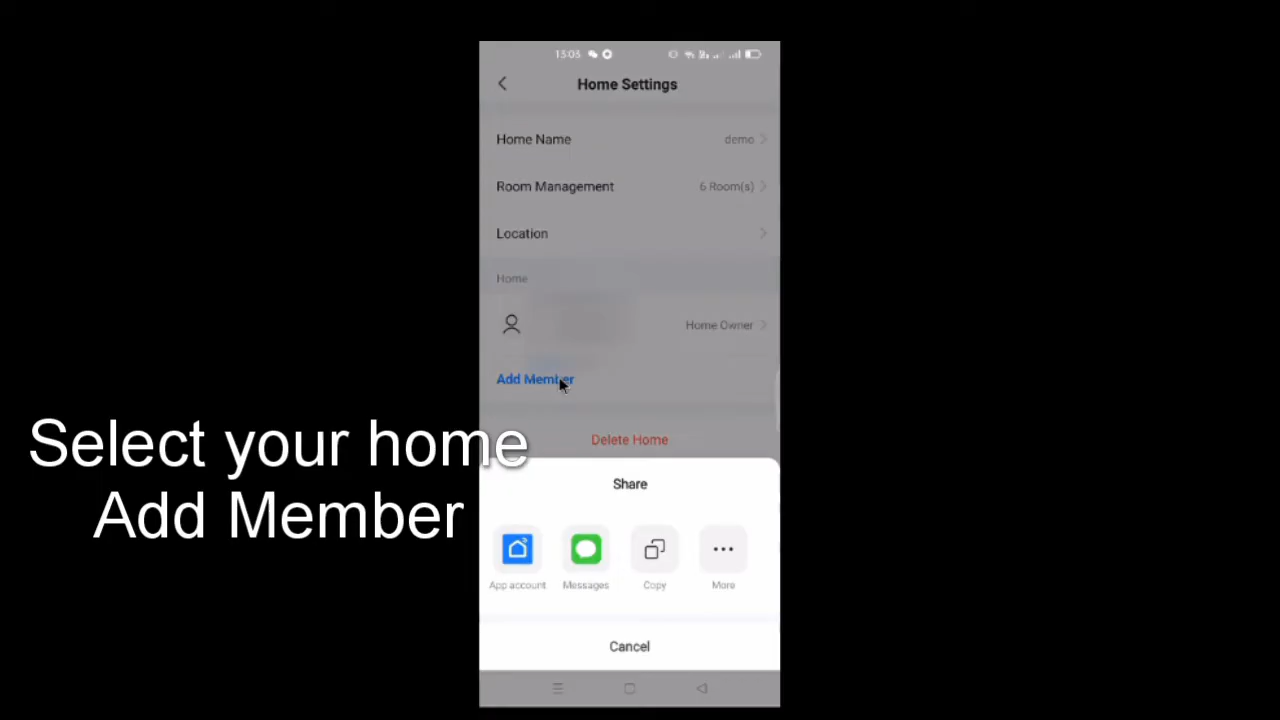 13:03
Home Settings
Home Name demo
Room Management 6 Room(s)
Location
Home
Home Owner
Add Member
Delete Home
Select your home
Add Member
Share
App account Messages Copy More
Cancel